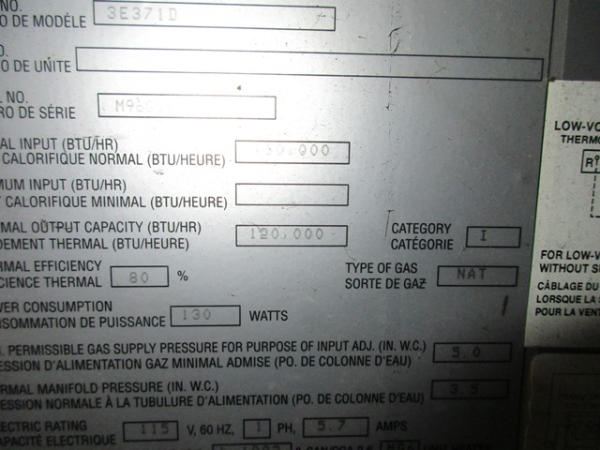 NO.
O DE MODÈLE 3E371D
O.
O DE UNITE
NO.
RO DE SÉRIE
AL INPUT (BTU/HR)
CALORIFIQUE NORMAL (BTU/HEURE)
MUM INPUT (BTU/HR)
CALORIFIQUE MINIMAL (BTU/HEURE)
MAL OUTPUT CAPACITY (BTU/HR)
DEMENT THERMAL (BTU/HEURE) 120,000
CATEGORY
CATÉGORIE I
RMAL EFFICIENCY
CIENCE THERMAL 80 %
TYPE OF GAS
SORTE DE GAZ NAT
WER CONSUMPTION
NSOMMATION DE PUISSANCE 130 WATTS
. PERMISSIBLE GAS SUPPLY PRESSURE FOR PURPOSE OF INPUT ADJ. (IN. W.C.)
ESSION D'ALIMENTATION GAZ MINIMAL ADMISE (PO. DE COLONNE D'EAU) 5.0
RMAL MANIFOLD PRESSURE (IN. W.C.)
ESSION NORMALE À LA TUBULURE D'ALIMENTATION (PO. DE COLONNE D'EAU) 3.5
ECTRIC RATING
APACITÉ ELECTRIQUE 115 V, 60 HZ, 1 PH, 5.7 AMPS
LOW-VO
THERMO
R
FOR LOW-V
WITHOUT S
CÂBLAGE DU
LORSQUE LA
POUR LA VENT